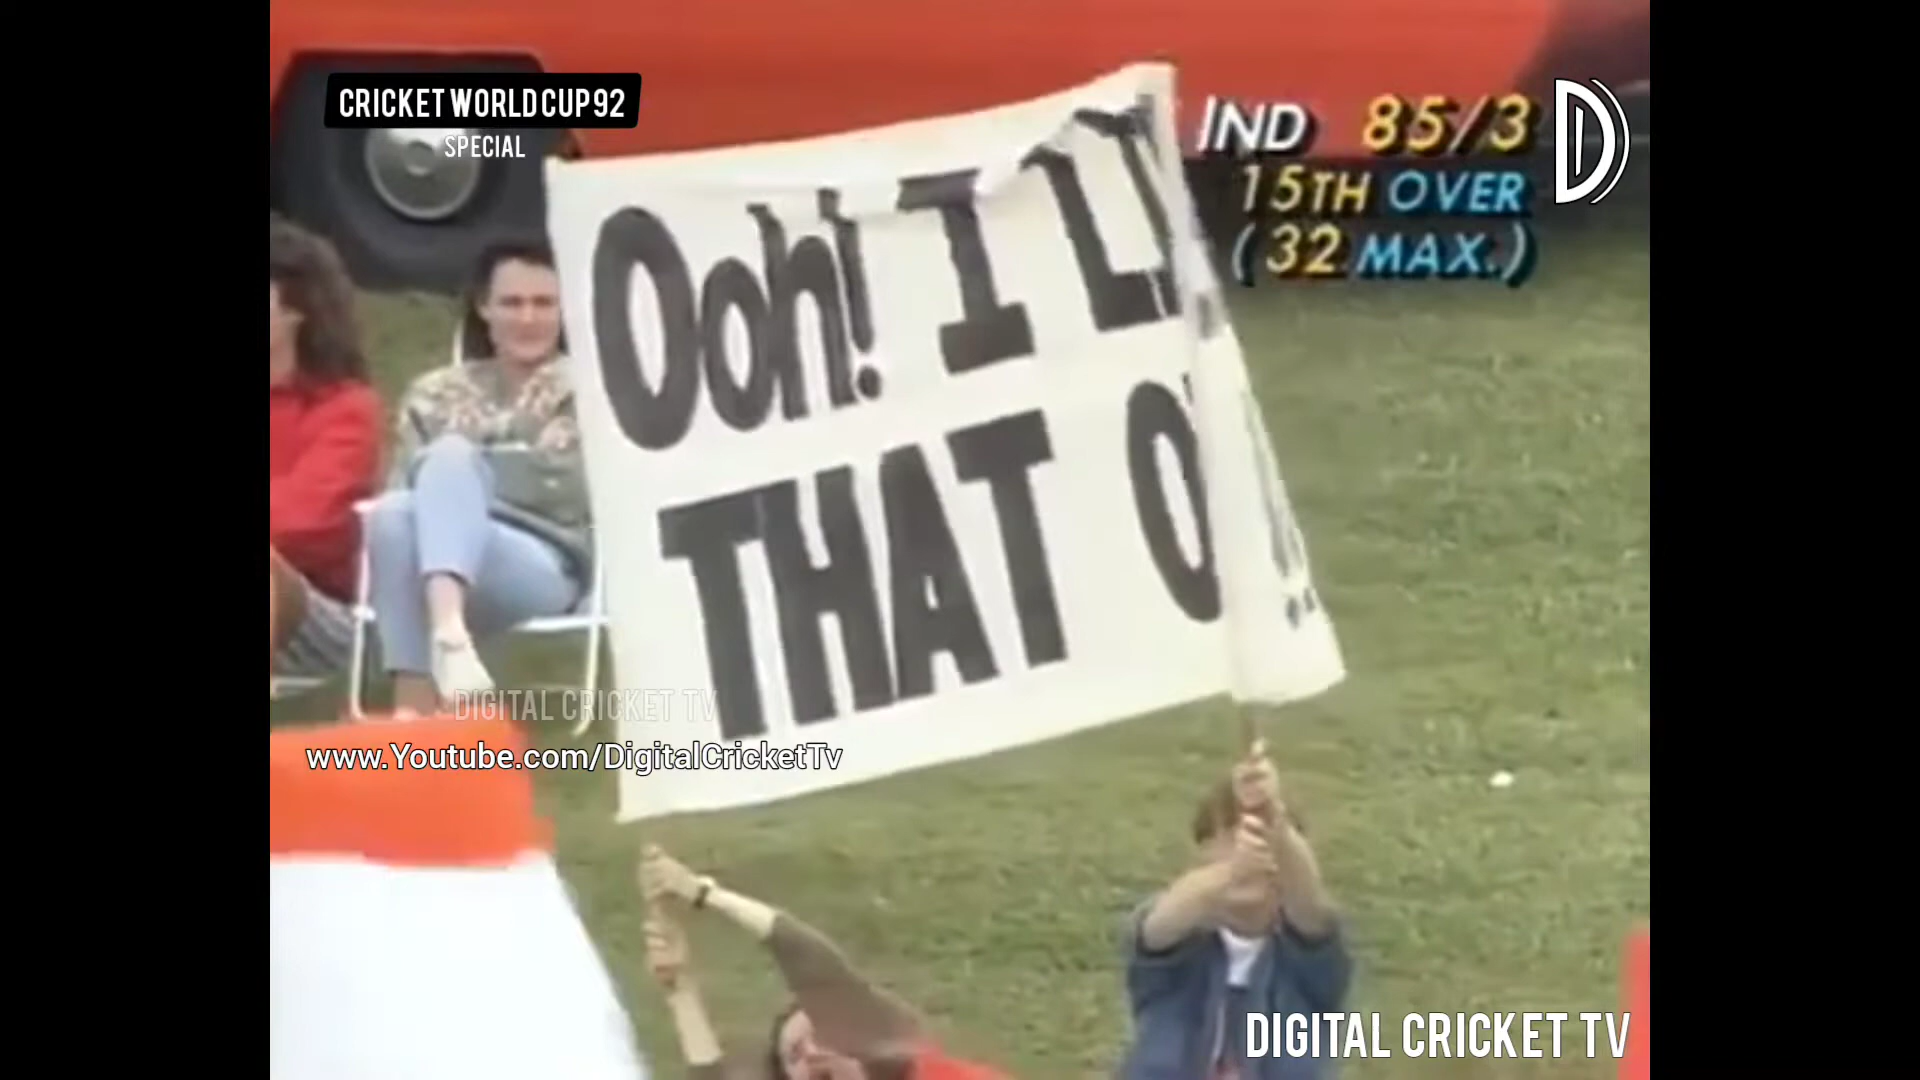 CRICKET WORLD CUP 92
SPECIAL
IND 85/3
15TH OVER
(32 MAX.)
Ooh! I
THAT
DIGITAL CRICKET TV
www.Youtube.com/DigitalCricketTv
DIGITAL CRICKET TV